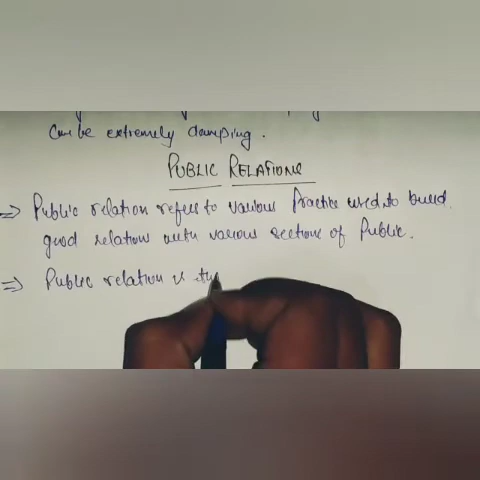 can be extremely damping.
PUBLIC RELATIONS
=> Public relation refers to various Practice used to build
good relations with various sections of Public.
=> Public relation is